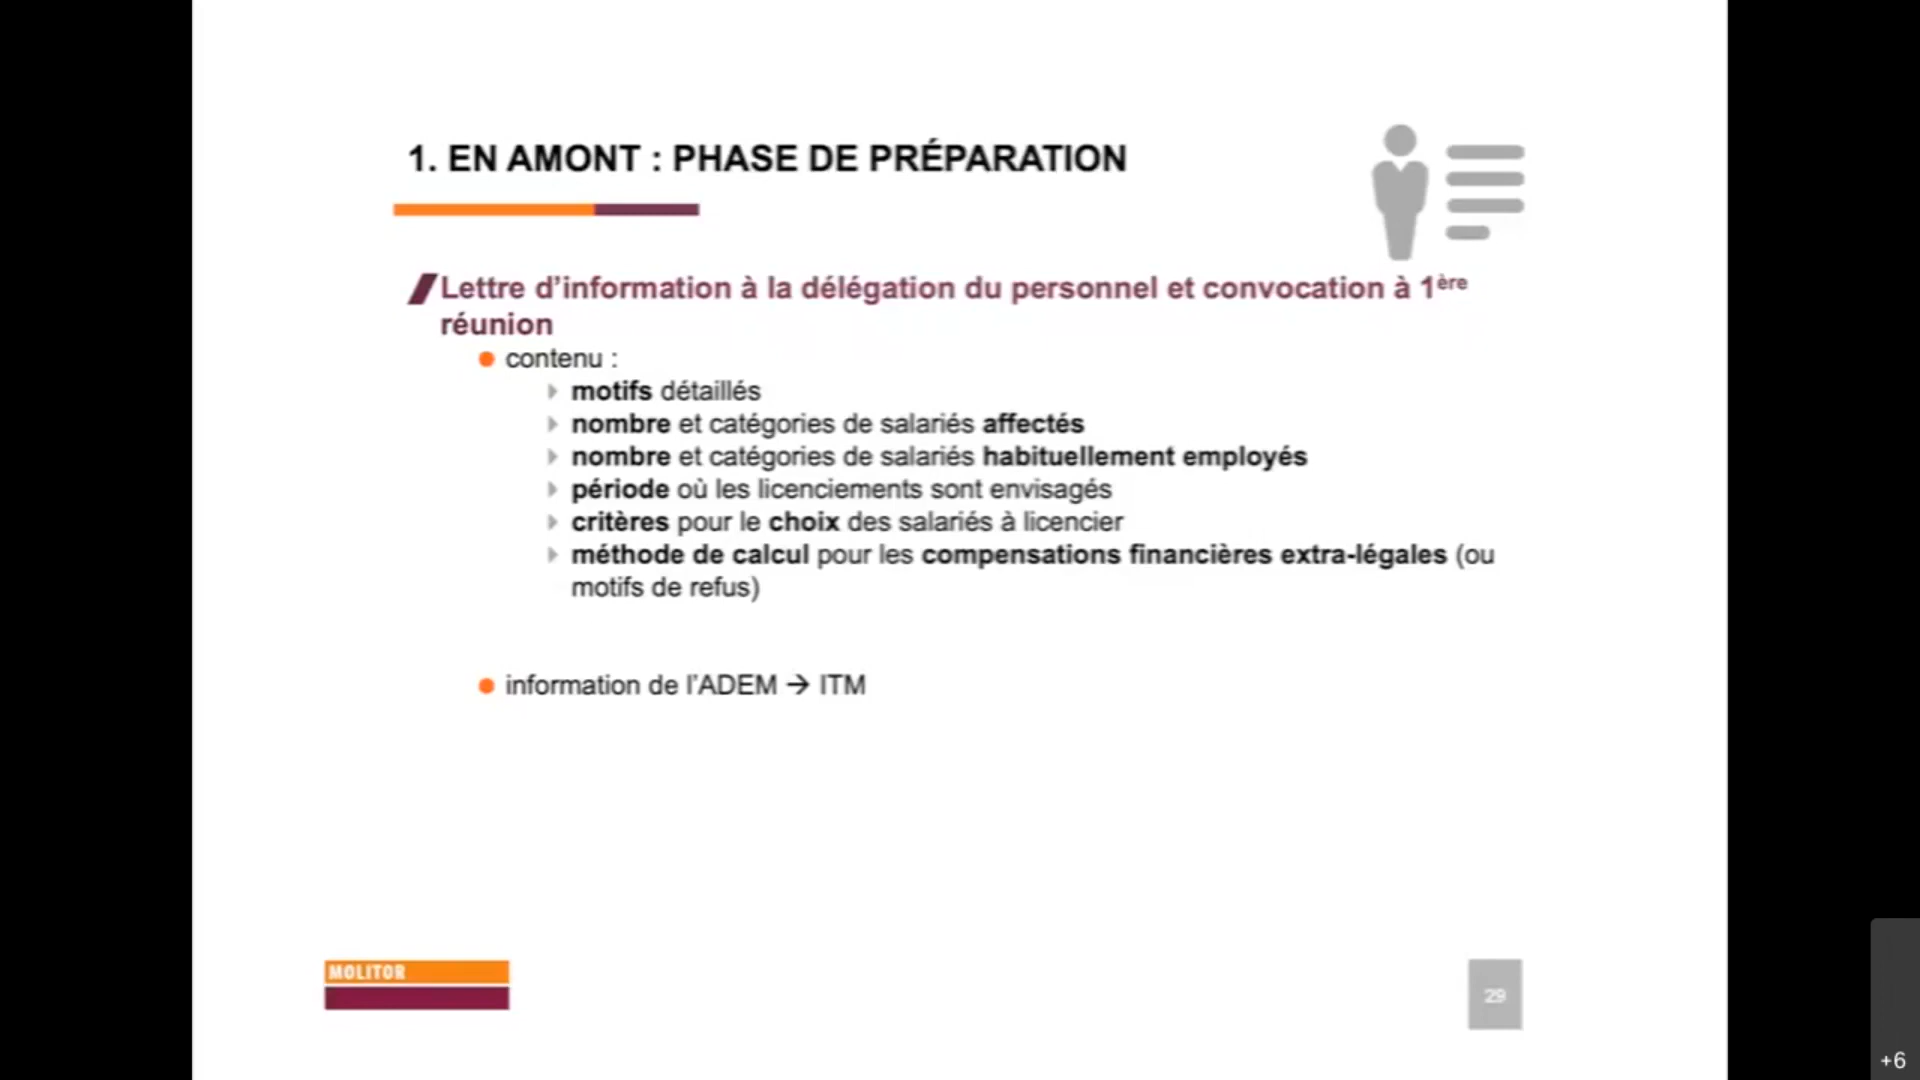 1. EN AMONT : PHASE DE PRÉPARATION
Lettre d’information à la délégation du personnel et convocation à 1ère
réunion
contenu :
motifs détaillés
nombre et catégories de salariés affectés
nombre et catégories de salariés habituellement employés
période où les licenciements sont envisagés
critères pour le choix des salariés à licencier
méthode de calcul pour les compensations financières extra-légales (ou
motifs de refus)
information de l’ADEM → ITM
MOLITOR
29
+6